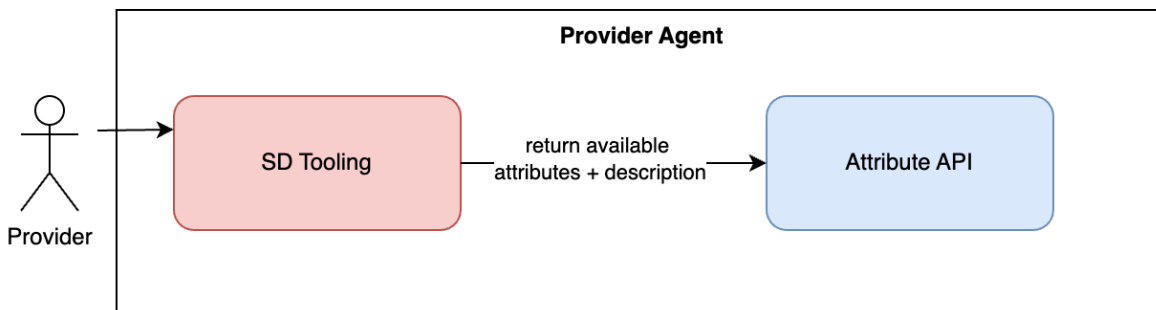 Provider Agent
SD Tooling
return available
attributes + description
Attribute API
Provider